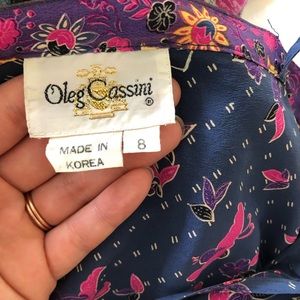 Oleg Cassini ®
MADE IN
KOREA
8